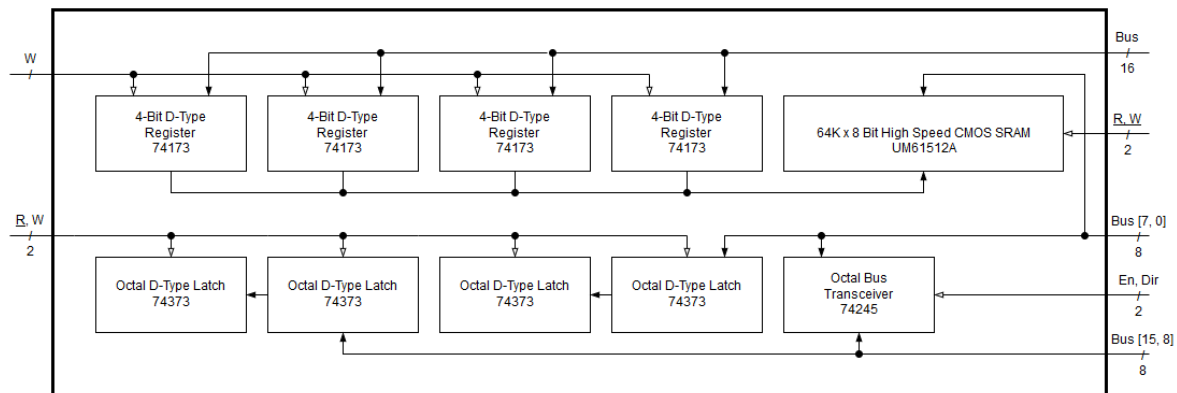 Bus
16
W
4-Bit D-Type
Register
74173
4-Bit D-Type
Register
74173
4-Bit D-Type
Register
74173
4-Bit D-Type
Register
74173
64K x 8 Bit High Speed CMOS SRAM
UM61512A
R, W
2
R, W
2
Bus [7, 0]
8
Octal D-Type Latch
74373
Octal D-Type Latch
74373
Octal D-Type Latch
74373
Octal D-Type Latch
74373
Octal Bus
Transceiver
74245
En, Dir
2
Bus [15, 8]
8